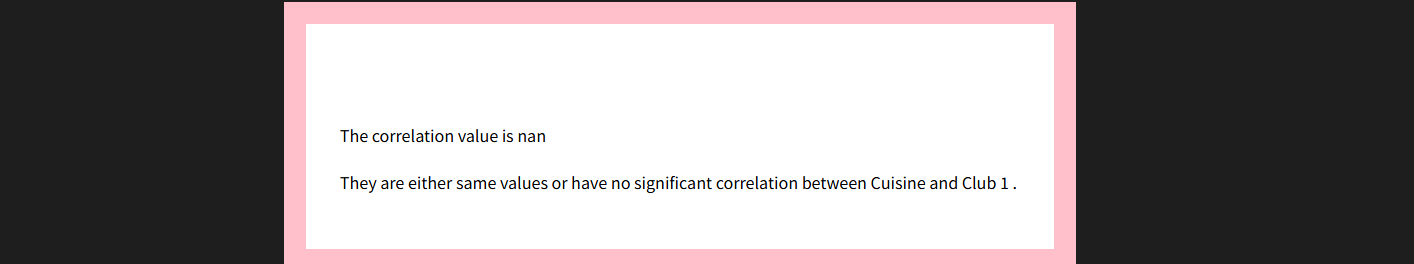 The correlation value is nan
They are either same values or have no significant correlation between Cuisine and Club 1 .